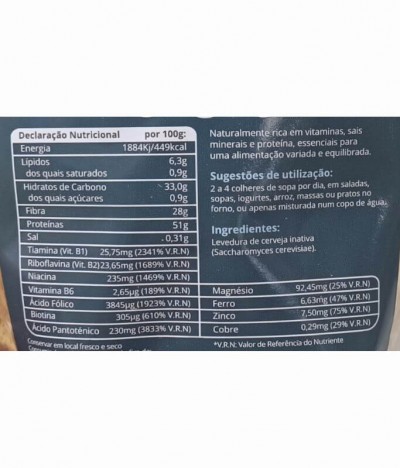 Declaração Nutricional por 100g:
Energia 1884Kj/449kcal
Lípidos 6,3g
dos quais saturados 0,9g
Hidratos de Carbono 33,0g
dos quais açúcares 0,9g
Fibra 28g
Proteínas 51g
Sal 0,31g
Tiamina (Vit. B1) 25,75mg (2341% V.R.N)
Riboflavina (Vit. B2) 23,65mg (1689% V.R.N)
Niacina 235mg (1469% V.R.N)
Vitamina B6 2,65µg (189% V.R.N)
Ácido Fólico 3845µg (1923% V.R.N)
Biotina 305µg (610% V.R.N)
Ácido Pantoténico 230mg (3833% V.R.N)
Conservar em local fresco e seco
Naturalmente rica em vitaminas, sais
minerais e proteína, essenciais para
uma alimentação variada e equilibrada.
Sugestões de utilização:
2 a 4 colheres de sopa por dia, em saladas,
sopas, iogurtes, arroz, massas ou pratos no
forno, ou apenas misturada num copo de água.
Ingredientes:
Levedura de cerveja inativa
(Saccharomyces cerevisiae).
Magnésio 92,45mg (25% V.R.N)
Ferro 6,63mg (47% V.R.N)
Zinco 7,50mg (75% V.R.N)
Cobre 0,29mg (29% V.R.N)
*V.R.N: Valor de Referência do Nutriente